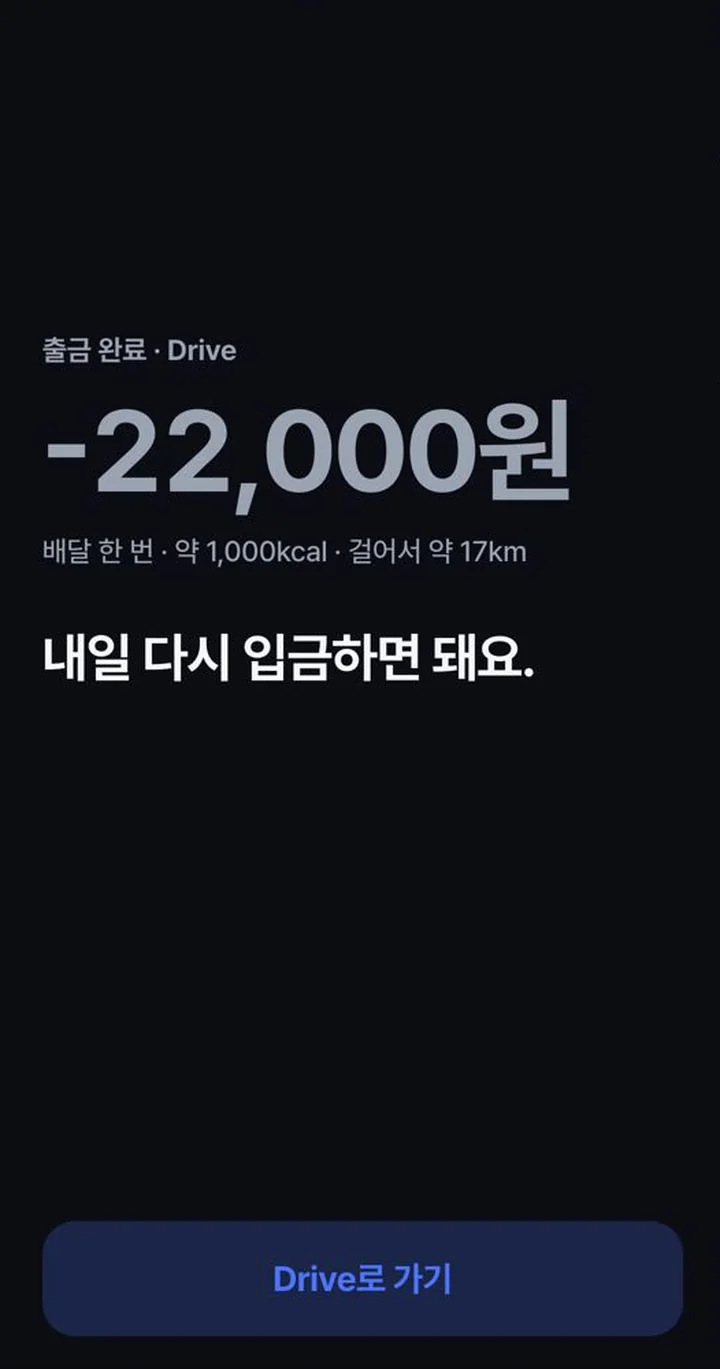 출금 완료 · Drive
-22,000원
배달 한 번 · 약 1,000kcal · 걸어서 약 17km
내일 다시 입금하면 돼요.
Drive로 가기